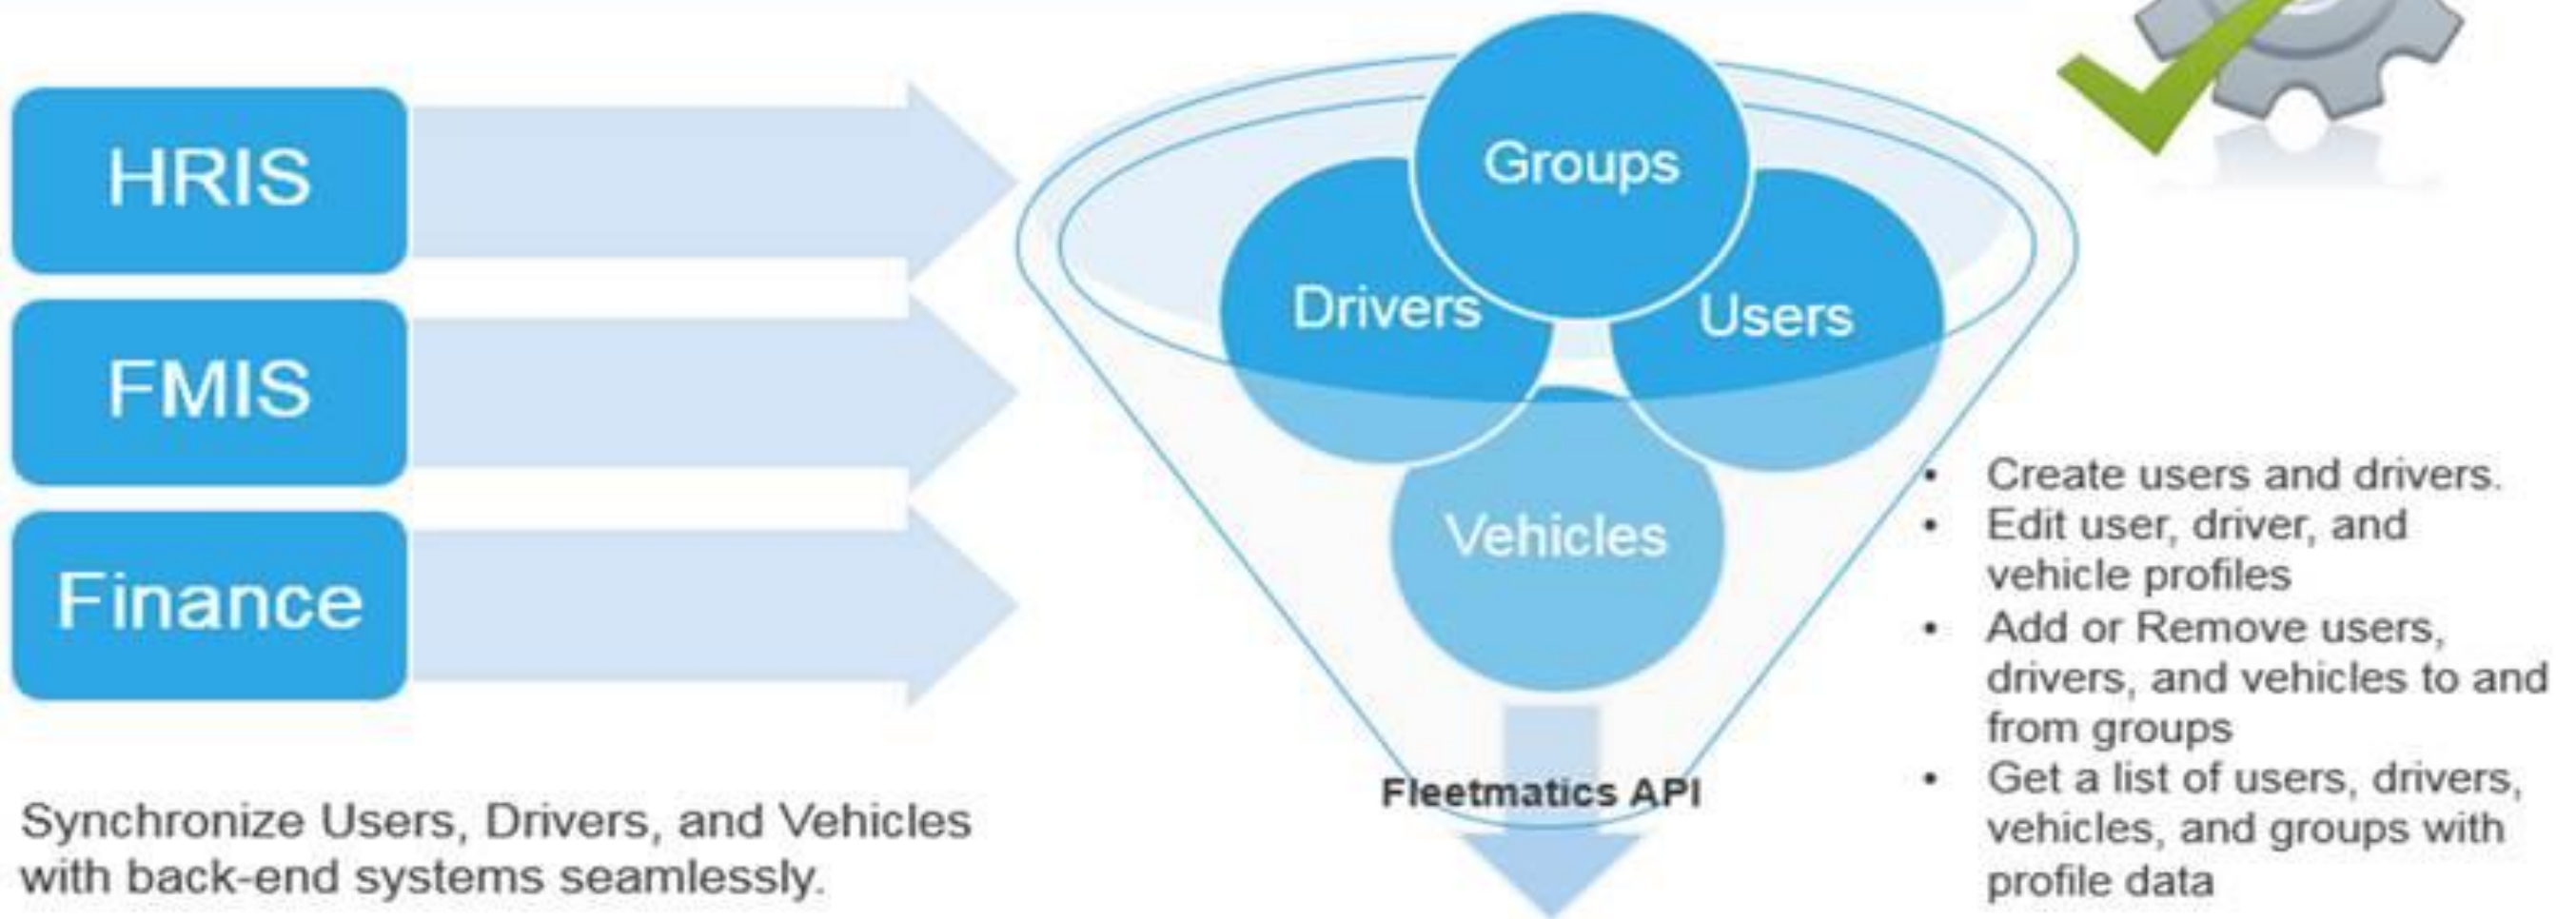 HRIS
FMIS
Finance
Synchronize Users, Drivers, and Vehicles
with back-end systems seamlessly.
Groups
Drivers
Users
Vehicles
Fleetmatics API
• Create users and drivers.
• Edit user, driver, and
vehicle profiles
• Add or Remove users,
drivers, and vehicles to and
from groups
• Get a list of users, drivers,
vehicles, and groups with
profile data